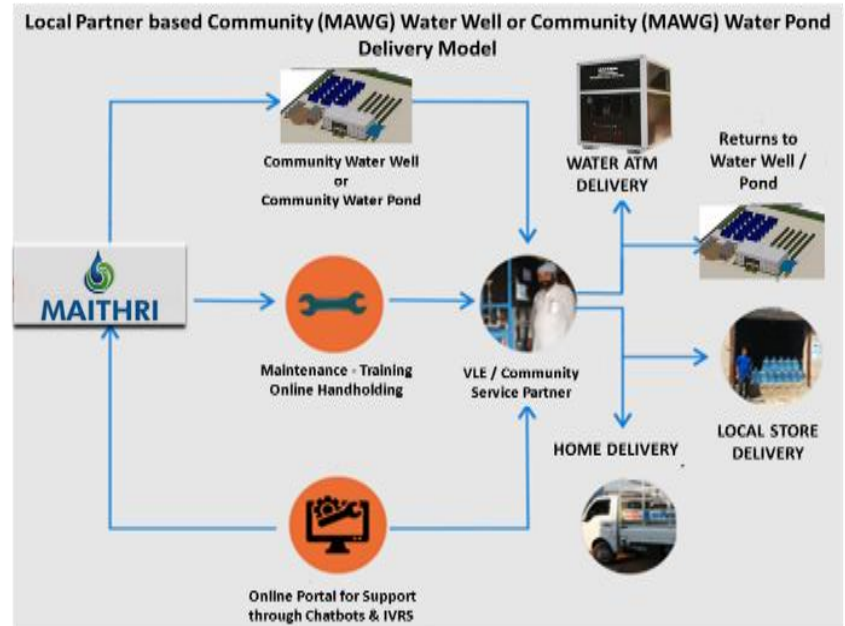 Local Partner based Community (MAWG) Water Well or Community (MAWG) Water Pond
Delivery Model
Community Water Well
or
Community Water Pond
WATER ATM
DELIVERY
Returns to
Water Well /
Pond
MAITHRI
Maintenance - Training
Online Handholding
VLE / Community
Service Partner
HOME DELIVERY
LOCAL STORE
DELIVERY
Online Portal for Support
through Chatbots & IVRS